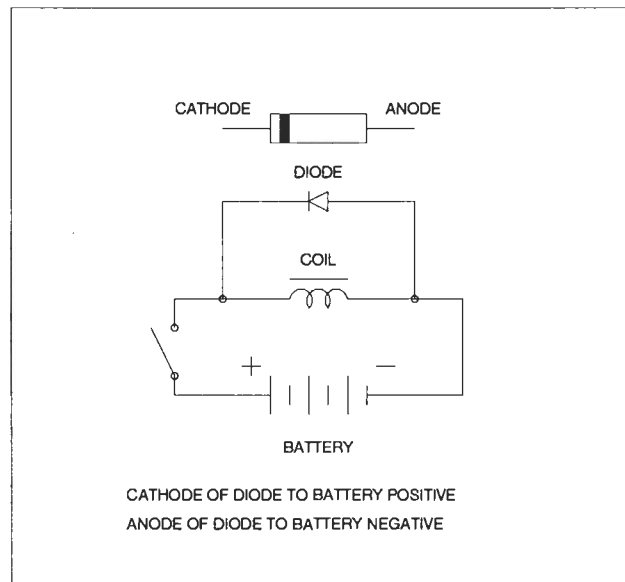 CATHODE ANODE
DIODE
COIL
+ −
BATTERY
CATHODE OF DIODE TO BATTERY POSITIVE
ANODE OF DIODE TO BATTERY NEGATIVE